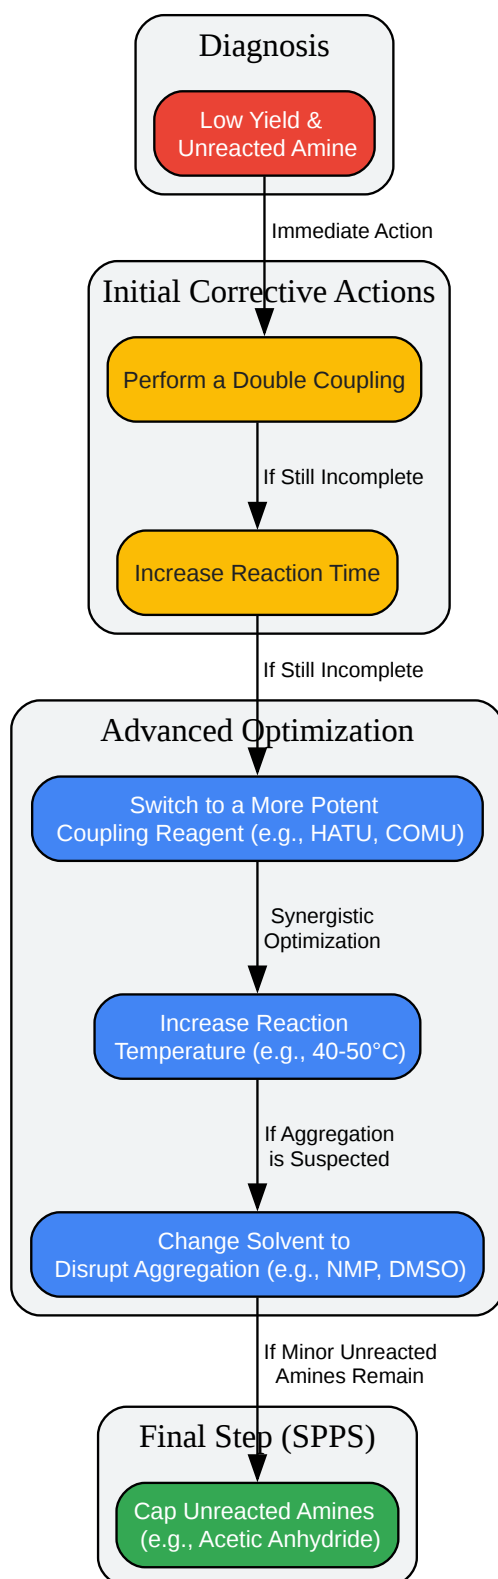 Diagnosis
Low Yield &
Unreacted Amine
Immediate Action
Initial Corrective Actions
Perform a Double Coupling
If Still Incomplete
Increase Reaction Time
If Still Incomplete
Advanced Optimization
Switch to a More Potent
Coupling Reagent (e.g., HATU, COMU)
Synergistic
Optimization
Increase Reaction
Temperature (e.g., 40-50°C)
If Aggregation
is Suspected
Change Solvent to
Disrupt Aggregation (e.g., NMP, DMSO)
If Minor Unreacted
Amines Remain
Final Step (SPPS)
Cap Unreacted Amines
(e.g., Acetic Anhydride)